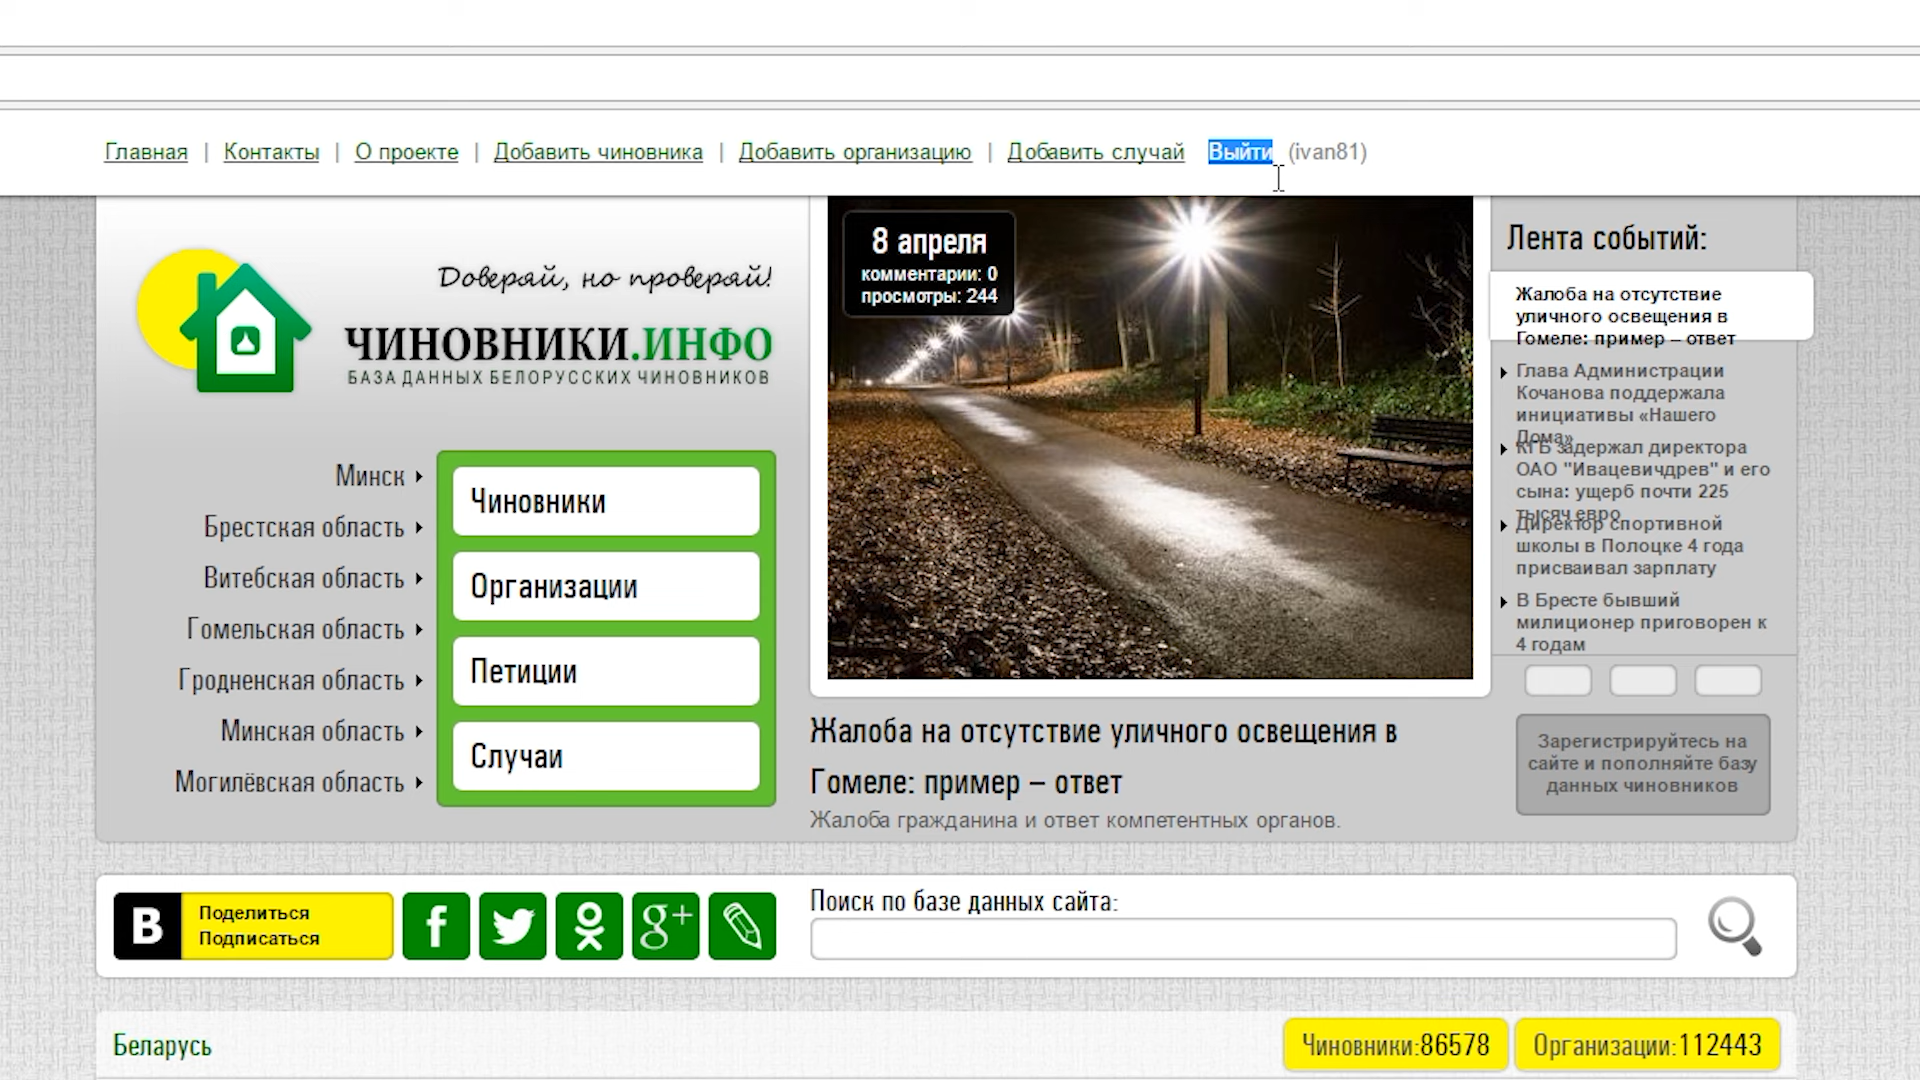 Главная | Контакты | О проекте | Добавить чиновника | Добавить организацию | Добавить случай Выйти (ivan81)
Доверяй, но проверяй!
ЧИНОВНИКИ.ИНФО
БАЗА ДАННЫХ БЕЛОРУССКИХ ЧИНОВНИКОВ
Минск
Брестская область
Витебская область
Гомельская область
Гродненская область
Минская область
Могилёвская область
Чиновники
Организации
Петиции
Случаи
8 апреля
комментарии: 0
просмотры: 244
Жалоба на отсутствие уличного освещения в
Гомеле: пример – ответ
Жалоба гражданина и ответ компетентных органов.
Лента событий:
Жалоба на отсутствие
уличного освещения в
Гомеле: пример – ответ
Глава Администрации
Кочанова поддержала
инициативы «Нашего
Дома»
КГБ задержал директора
ОАО "Ивацевичдрев" и его
сына: ущерб почти 225
тысяч евро
Директор спортивной
школы в Полоцке 4 года
присваивал зарплату
В Бресте бывший
милиционер приговорен к
4 годам
Зарегистрируйтесь на
сайте и пополняйте базу
данных чиновников
В
Поделиться
Подписаться
f
g+
Поиск по базе данных сайта:
Беларусь
Чиновники:86578
Организации:112443